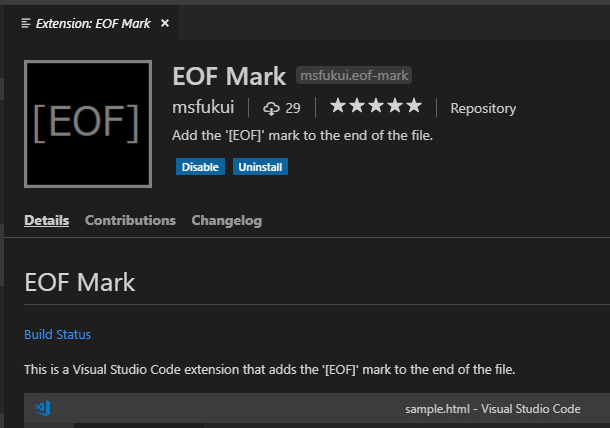 Extension: EOF Mark
[EOF]
EOF Mark msfukui.eof-mark
msfukui 29 Repository
Add the '[EOF]' mark to the end of the file.
Disable Uninstall
Details Contributions Changelog
EOF Mark
Build Status
This is a Visual Studio Code extension that adds the '[EOF]' mark to the end of the file.
sample.html - Visual Studio Code